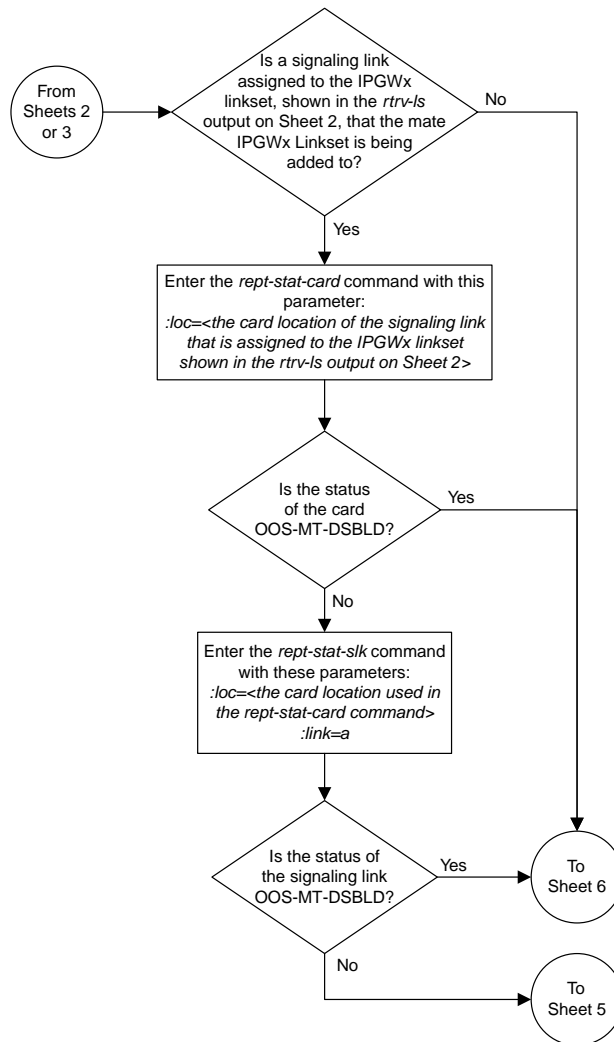 Is a signaling link
assigned to the IPGWx
linkset, shown in the rtrv-ls
output on Sheet 2, that the mate
IPGWx Linkset is being
added to?
From
Sheets 2
or 3
No
Yes
Enter the rept-stat-card command with this
parameter:
:loc=<the card location of the signaling link
that is assigned to the IPGWx linkset
shown in the rtrv-ls output on Sheet 2>
Is the status
of the card
OOS-MT-DSBLD?
Yes
No
Enter the rept-stat-slk command
with these parameters:
:loc=<the card location used in
the rept-stat-card command>
:link=a
Is the status of
the signaling link
OOS-MT-DSBLD?
Yes
To
Sheet 6
No
To
Sheet 5